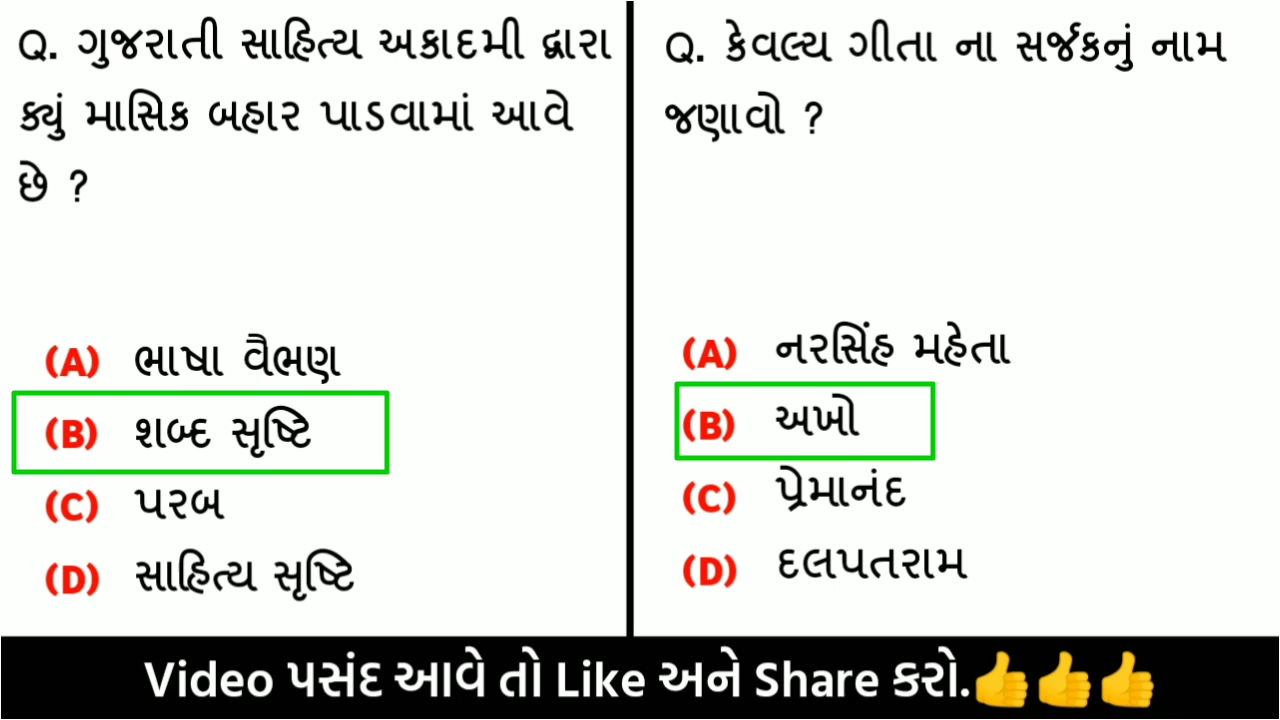 Q. ગુજરાતી સાહિત્ય અકાદમી દ્વારા
ક્યું માસિક બહાર પાડવામાં આવે
છે ?
(A) ભાષા વૈભણ
(B) શબ્દ સૃષ્ટિ
(C) પરબ
(D) સાહિત્ય સૃષ્ટિ
Q. કેવલ્ય ગીતા ના સર્જકનું નામ
જણાવો ?
(A) નરસિંહ મહેતા
(B) અખો
(C) પ્રેમાનંદ
(D) દલપતરામ
Video પસંદ આવે તો Like અને Share કરો.👍👍👍